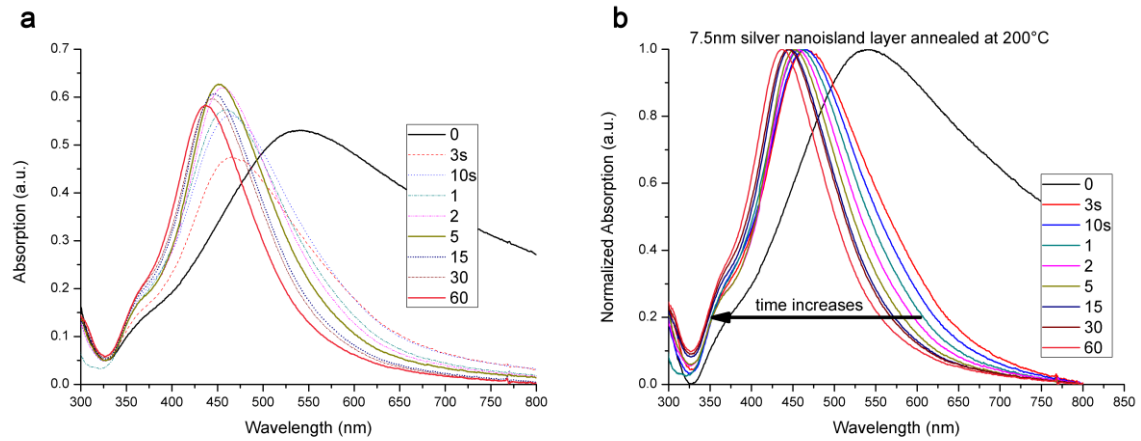 a
0.7
0.6
0.5
0.4
0.3
0.2
0.1
0.0
Absorption (a.u.)
300 350 400 450 500 550 600 650 700 750 800
Wavelength (nm)
0
3s
10s
1
2
5
15
30
60
b
7.5nm silver nanoisland layer annealed at 200°C
1.0
0.8
0.6
0.4
0.2
0.0
Normalized Absorption (a.u.)
300 350 400 450 500 550 600 650 700 750 800 850
Wavelength (nm)
time increases
0
3s
10s
1
2
5
15
30
60